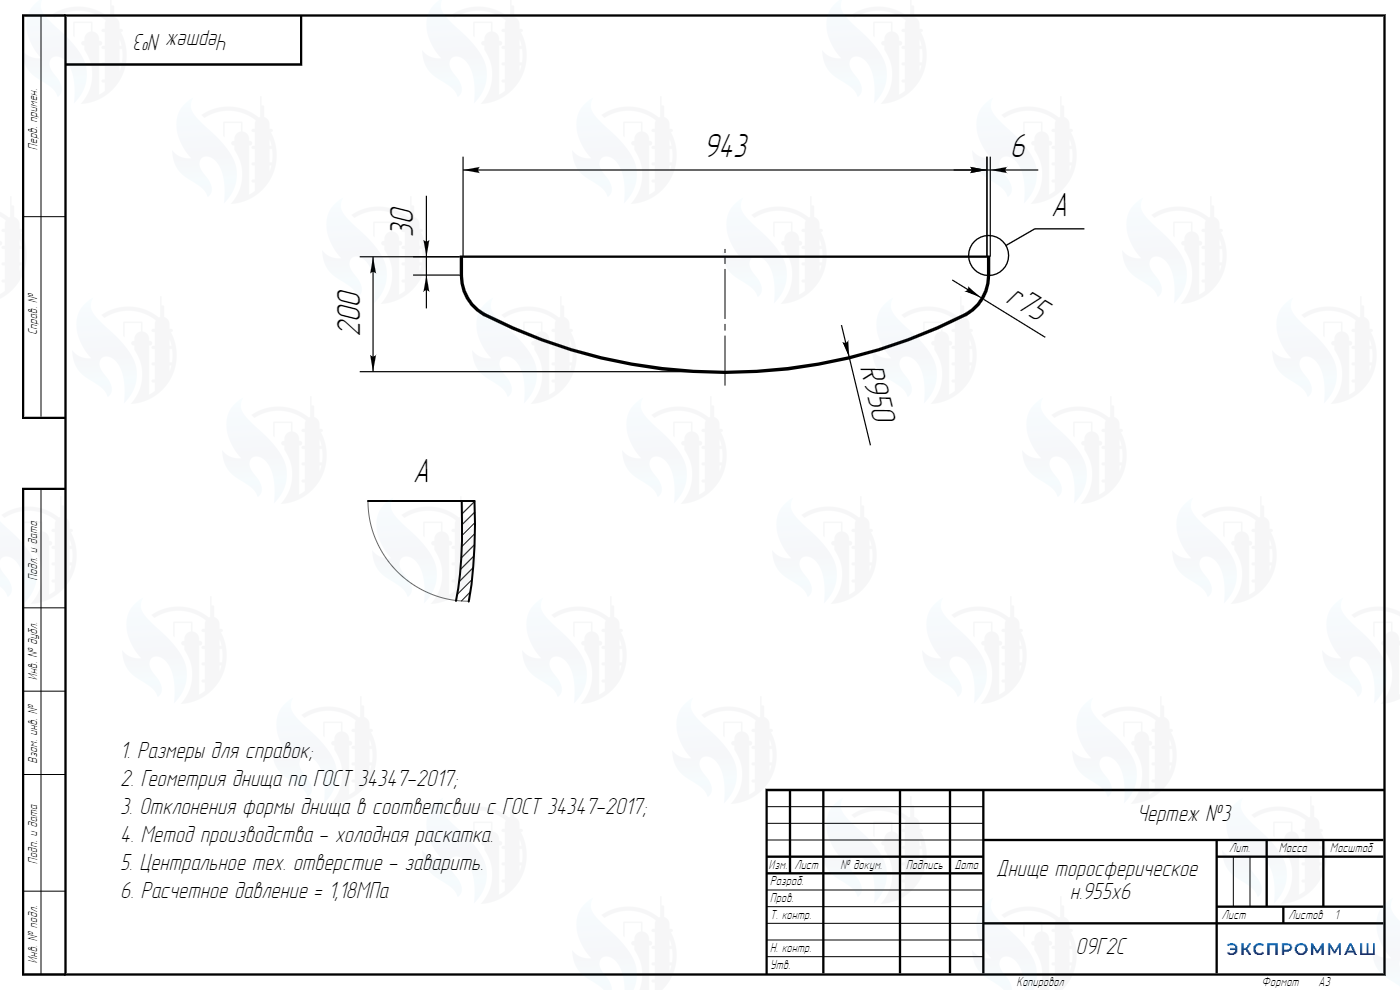 Чертеж №3
Перв. примен.
Справ. №
Подп. и дата
Инв. № дубл.
Взам. инв. №
Подп. и дата
Инв. № подл.
943
6
А
30
200
r75
R950
А
1. Размеры для справок;
2. Геометрия днища по ГОСТ 34347-2017;
3. Отклонения формы днища в соответсвии с ГОСТ 34347-2017;
4. Метод производства – холодная раскатка.
5. Центральное тех. отверстие – заварить.
6. Расчетное давление = 1,18МПа
Чертеж №3
Изм. Лист № докум. Подпись Дата
Разраб.
Пров.
Т. контр.
Н. контр.
Утв.
Днище торосферическое
н.955х6
Лит. Масса Масштаб
Лист Листов 1
09Г2С
ЭКСПРОММАШ
Копировал Формат А3